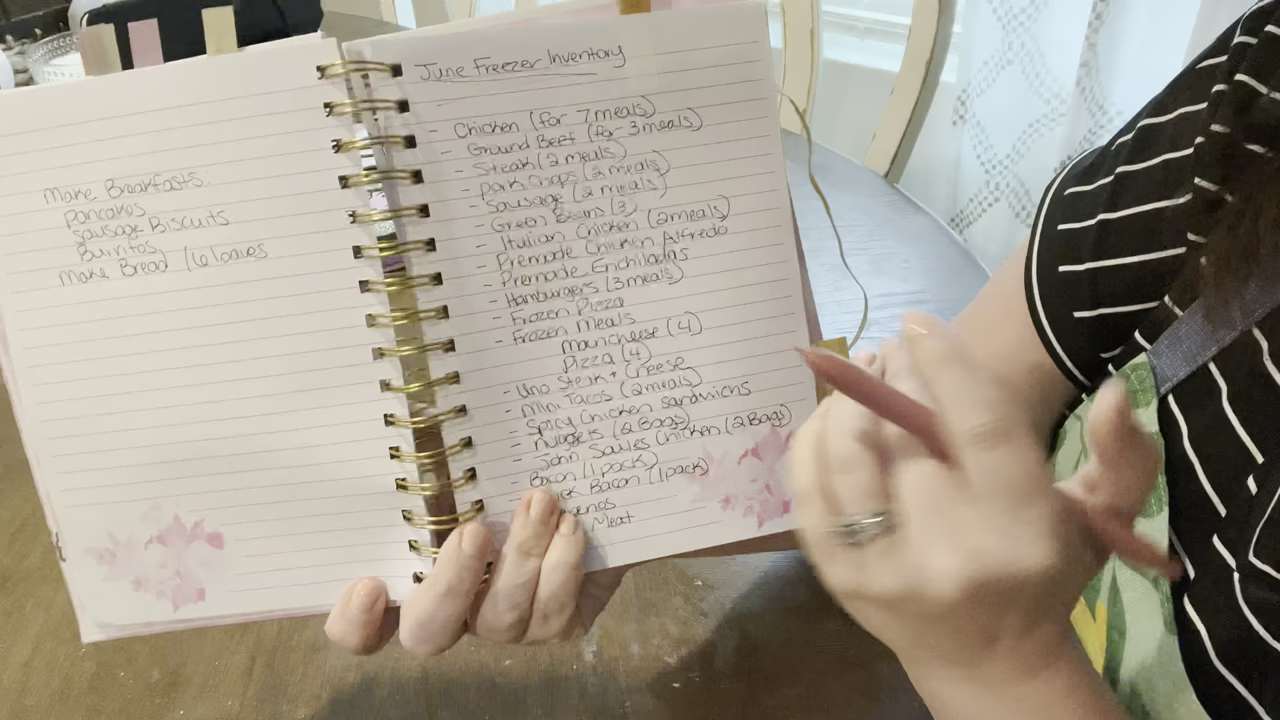 Make Breakfasts
Pancakes
Sausage Biscuits
Burritos
Make Bread (6) loaves
June Freezer Inventory
- Chicken (for 7 meals)
- Ground Beef (for 3 meals)
- Steak (2 meals)
- Pork Chops (2 meals)
- Sausage (2 meals)
- Green Beans (3)
- Italian Chicken (2 meals)
- Premade Chicken Alfredo
- Premade Enchiladas
- Hamburgers (3 meals)
- Frozen Pizza
- Frozen Meals
Pizza (4)
- Uno Steak + Cheese
- Mini Tacos (2 meals)
- Spicy Chicken Sandwichs
- Nuggets (2 Bags)
- John Soules Chicken (2 Bags)
- Bacon (1 pack)
Bacon (1 pack)
Meat